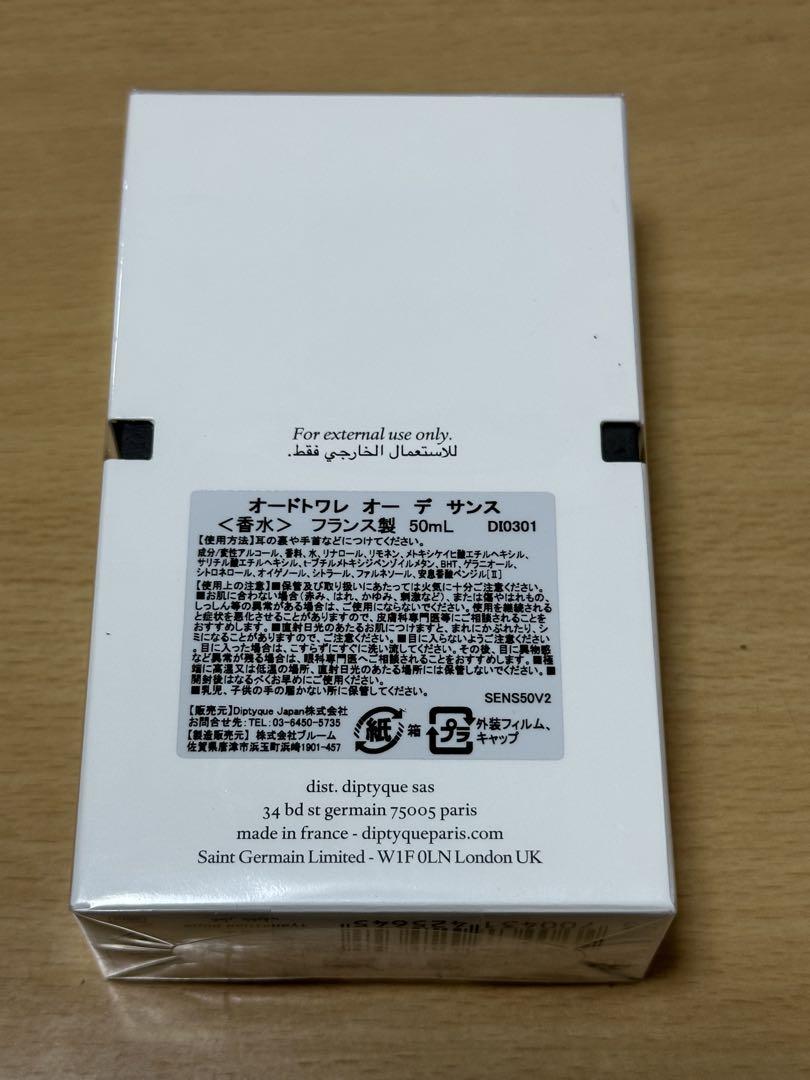 For external use only.
للاستعمال الخارجي فقط.
オードトワレ オー デ サンス
＜香水＞ フランス製 50mL DI0301
【使用方法】耳の裏や手首などにつけてください。
成分/変性アルコール、香料、水、リナロール、リモネン、メトキシケイヒ酸エチルヘキシル、
サリチル酸エチルヘキシル、t-ブチルメトキシジベンゾイルメタン、BHT、ゲラニオール、
シトロネロール、オイゲノール、シトラール、ファルネソール、安息香酸ベンジル［Ⅱ］
【使用上の注意】■保管及び取り扱いにあたっては火気に十分ご注意ください。
■お肌に合わない場合（赤み、はれ、かゆみ、刺激など）、または傷やはれもの、
しっしん等の異常がある場合は、ご使用にならないでください。使用を継続される
と症状を悪化させることがありますので、皮膚科専門医等にご相談されることを
おすすめします。■直射日光のあたるお肌につけますと、まれにかぶれたり、シ
ミになることがありますので、ご注意ください。■目に入らないようご注意ください
。目に入った場合は、こすらずにすぐに洗い流してください。その後、目に異物感
など異常が残る場合は、眼科専門医へご相談されることをおすすめします。■極
端に高温又は低温の場所、直射日光のあたる場所には保管しないでください。■
開封後はなるべくお早めにご使用ください。
■乳児、子供の手の届かない所に保管してください。
SENS50V2
【販売元】Diptyque Japan株式会社
お問合せ先：TEL：03-6450-5735
【製造販売元】 株式会社ブルーム
佐賀県唐津市浜玉町浜崎1901-457
紙 箱
プラ 外装フィルム、
キャップ
dist. diptyque sas
34 bd st germain 75005 paris
made in france - diptyqueparis.com
Saint Germain Limited - W1F 0LN London UK